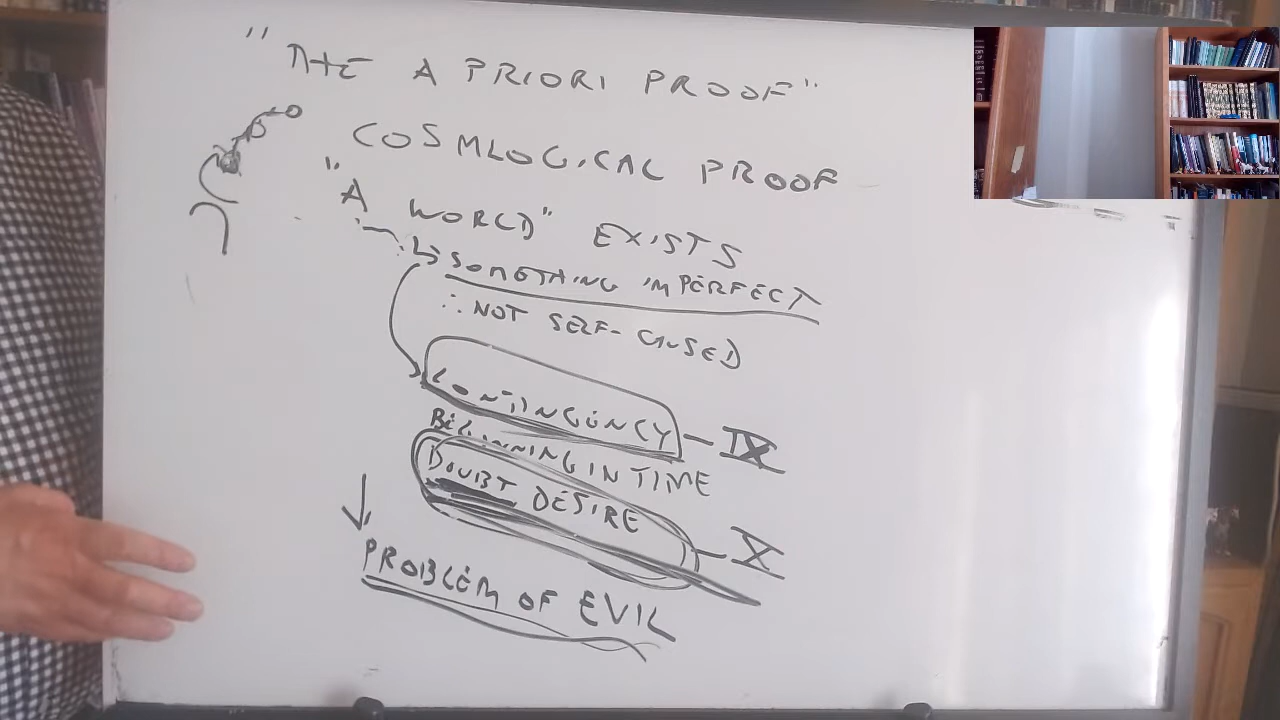 "THE A PRIORI PROOF"
COSMLOGICAL PROOF
"A WORLD" EXISTS
SOMETHING IMPERFECT
∴ NOT SELF-CAUSED
CONTINGENCY — IX
BEGINNING IN TIME
DOUBT DESIRE — X
PROBLEM OF EVIL